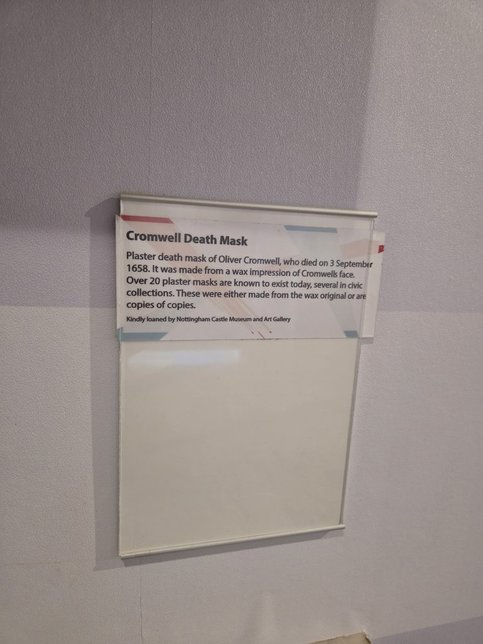 Cromwell Death Mask
Plaster death mask of Oliver Cromwell, who died on 3 September
1658. It was made from a wax impression of Cromwells face.
Over 20 plaster masks are known to exist today, several in civic
collections. These were either made from the wax original or are
copies of copies.
Kindly loaned by Nottingham Castle Museum and Art Gallery